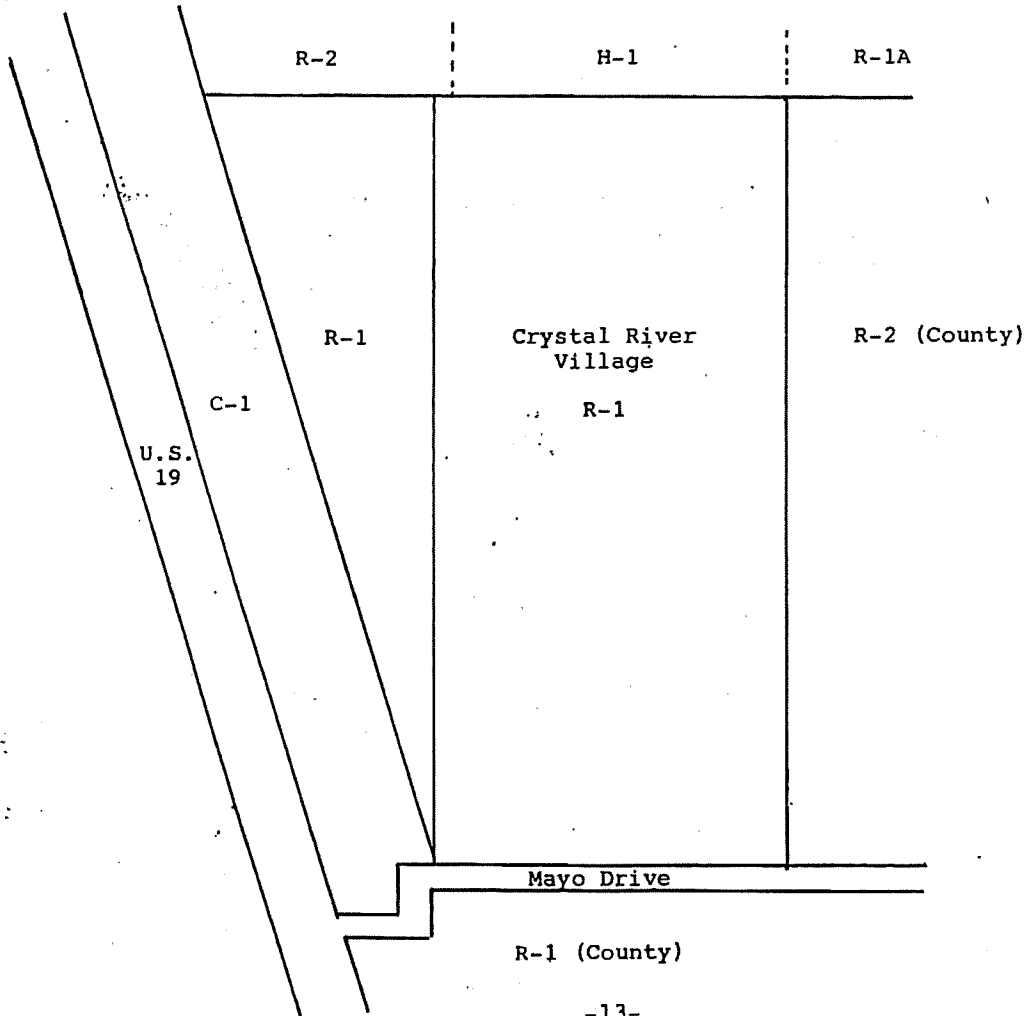 R-2
H-1
R-1A
R-1
Crystal River
Village
R-1
R-2 (County)
C-1
U.S.
19
Mayo Drive
R-1 (County)
-13-